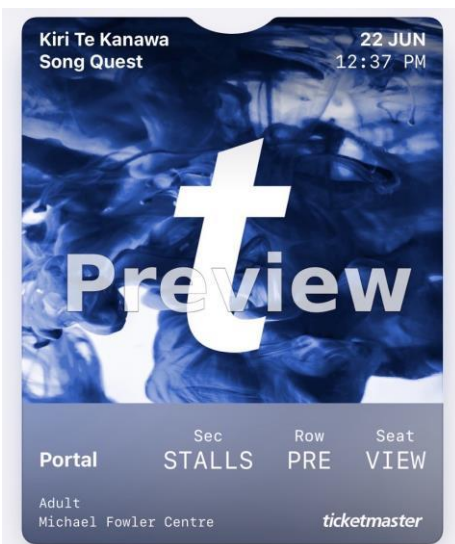 Kiri Te Kanawa
Song Quest
22 JUN
12:37 PM
t
Preview
Portal
Sec
STALLS
Row
PRE
Seat
VIEW
Adult
Michael Fowler Centre
ticketmaster